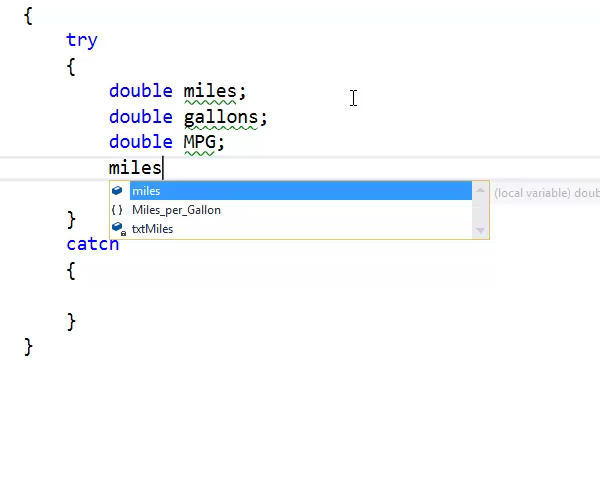 {
try
{
double miles;
double gallons;
double MPG;
miles
miles
(local variable) doub
{ } Miles_per_Gallon
txtMiles
}
catch
{
}
}